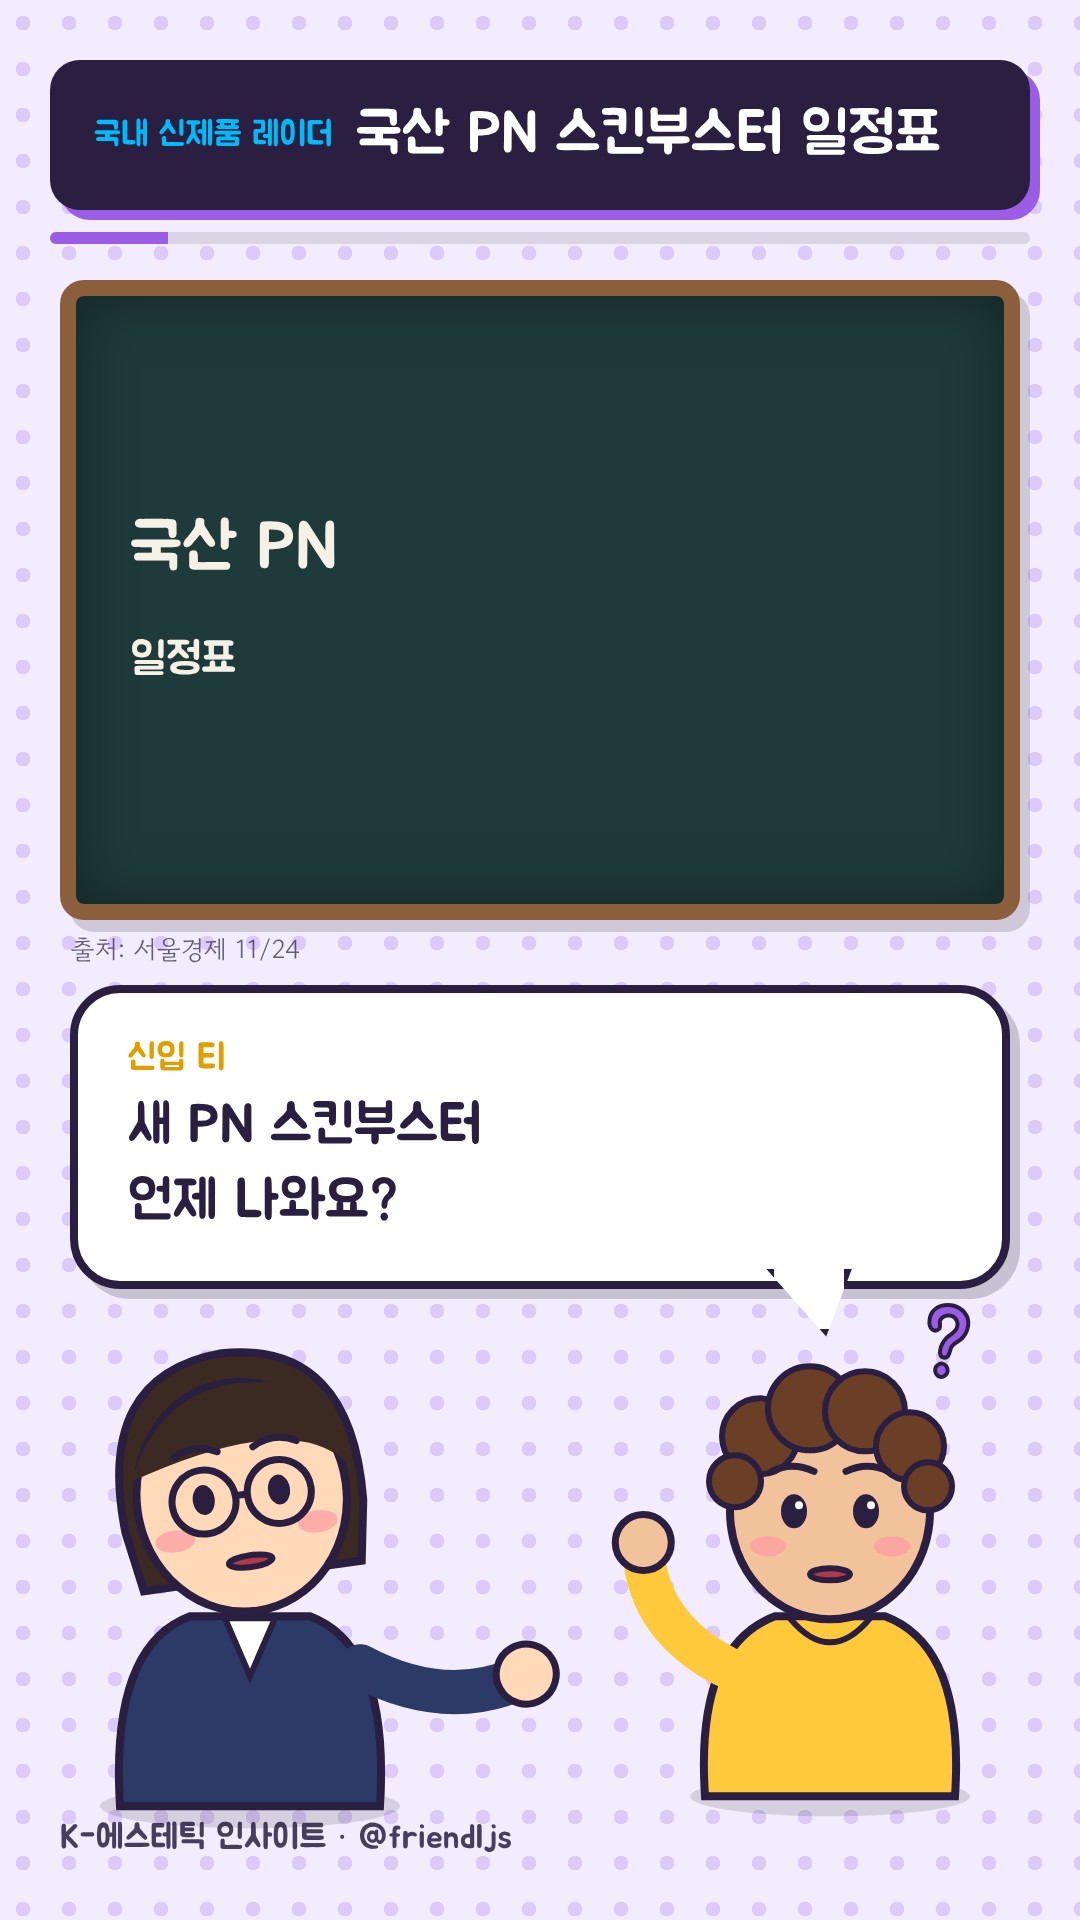 국내 신제품 레이더 국산 PN 스킨부스터 일정표
국산 PN
일정표
출처: 서울경제 11/24
신입 티
새 PN 스킨부스터
언제 나와요?
?
K-에스테틱 인사이트 · @friendljs